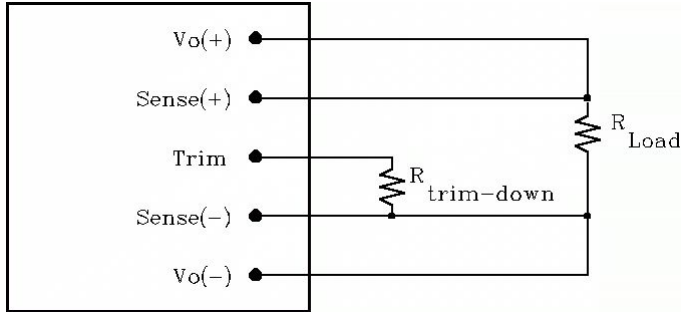 Vo(+)
Sense(+)
Trim
Sense(−)
Vo(−)
R trim-down
R Load